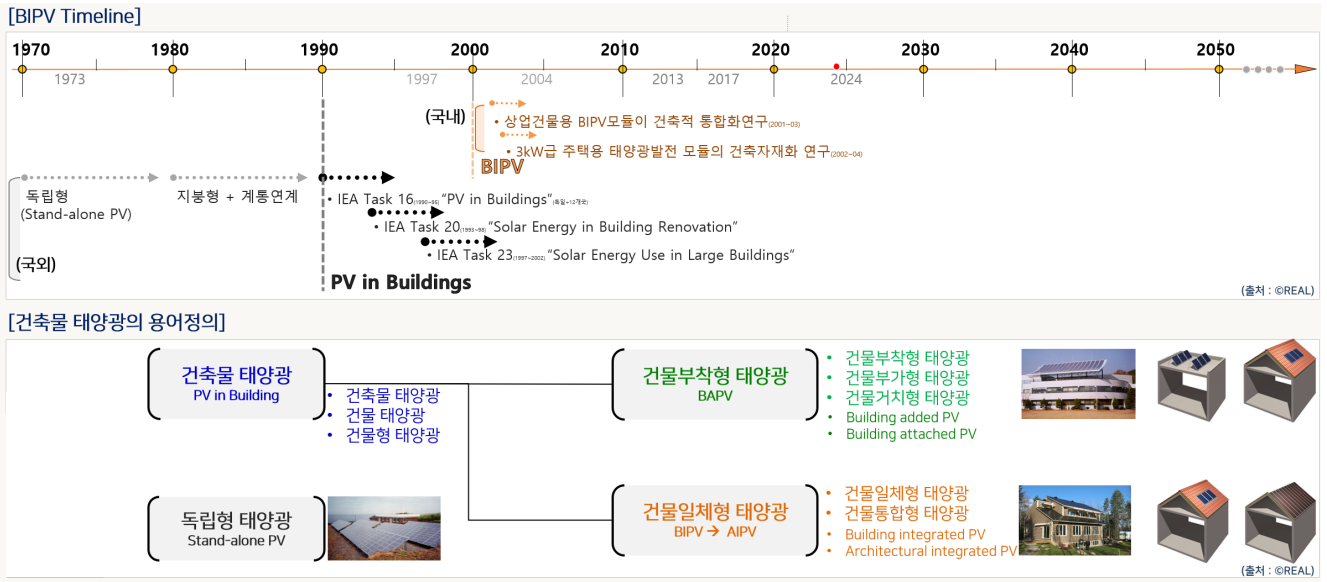 [BIPV Timeline]
1970 1980 1990 2000 2010 2020 2030 2040 2050
1973 1997 2004 2013 2017 2024
(국내)
• 상업건물용 BIPV모듈이 건축적 통합화연구(2001~03)
• 3kW급 주택용 태양광발전 모듈의 건축자재화 연구(2002~04)
BIPV
독립형
(Stand-alone PV)
지붕형 + 계통연계
• IEA Task 16(1990~95) “PV in Buildings”(독일+12개국)
• IEA Task 20(1993~98) “Solar Energy in Building Renovation”
• IEA Task 23(1997~2002) “Solar Energy Use in Large Buildings”
(국외)
PV in Buildings
(출처 : ©REAL)
[건축물 태양광의 용어정의]
건축물 태양광
PV in Building
• 건축물 태양광
• 건물 태양광
• 건물형 태양광
건물부착형 태양광
BAPV
• 건물부착형 태양광
• 건물부가형 태양광
• 건물거치형 태양광
• Building added PV
• Building attached PV
독립형 태양광
Stand-alone PV
건물일체형 태양광
BIPV → AIPV
• 건물일체형 태양광
• 건물통합형 태양광
• Building integrated PV
• Architectural integrated PV
(출처 : ©REAL)